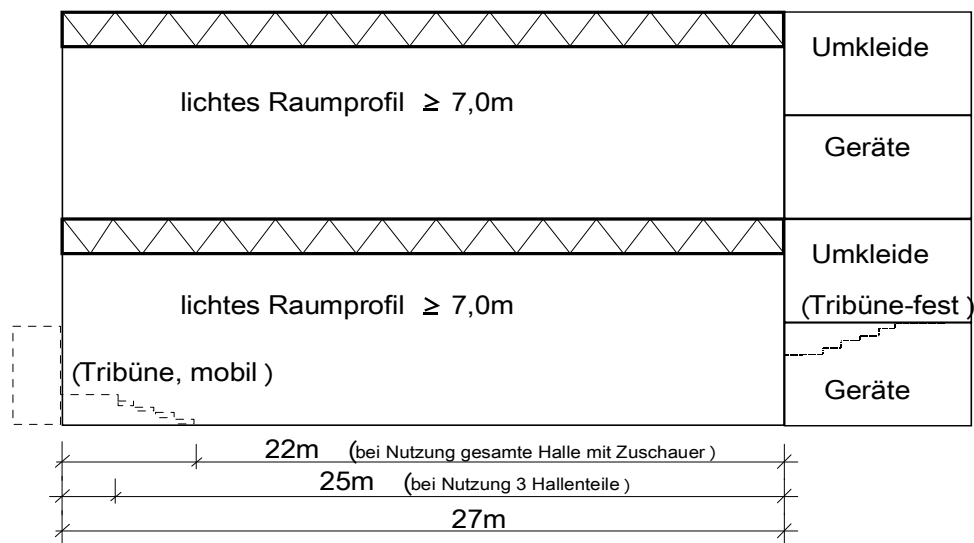 Umkleide
lichtes Raumprofil ≥ 7,0m
Geräte
Umkleide
lichtes Raumprofil ≥ 7,0m
(Tribüne-fest )
(Tribüne, mobil )
Geräte
22m (bei Nutzung gesamte Halle mit Zuschauer )
25m (bei Nutzung 3 Hallenteile )
27m